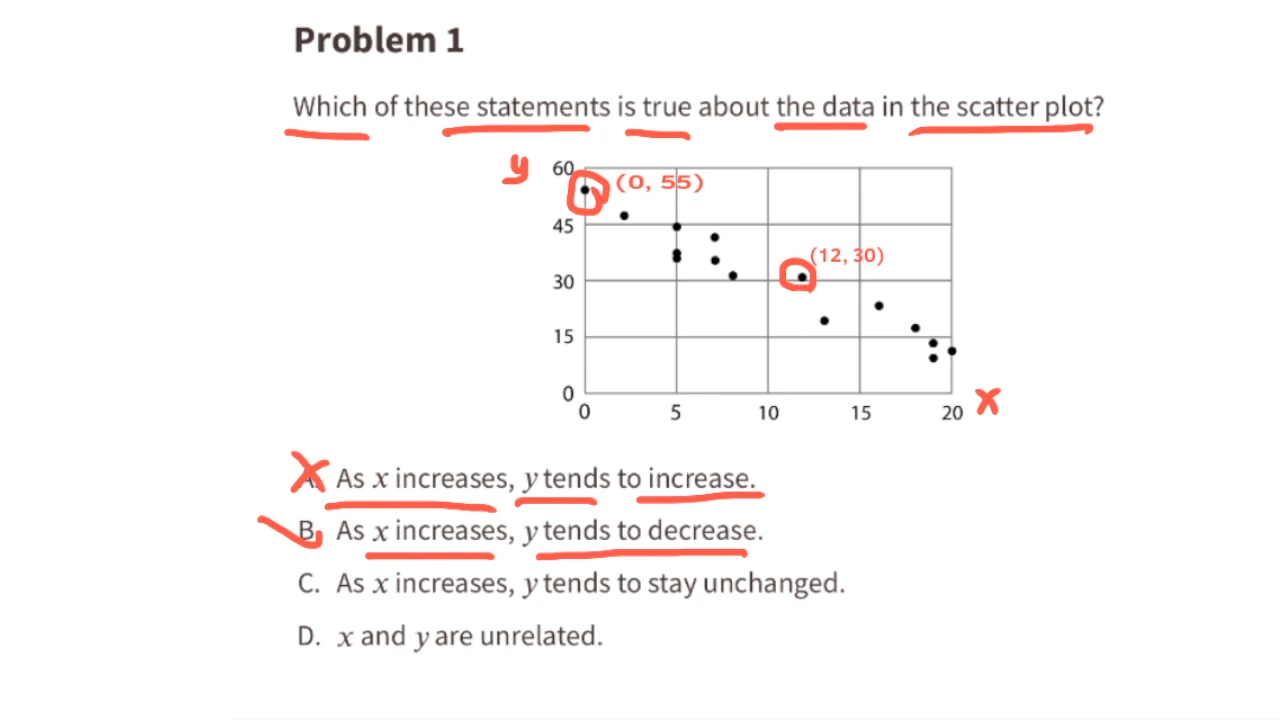 Problem 1
Which of these statements is true about the data in the scatter plot?
y
60
(0, 55)
45
(12, 30)
30
15
0
0 5 10 15 20 x
As x increases, y tends to increase.
B. As x increases, y tends to decrease.
C. As x increases, y tends to stay unchanged.
D. x and y are unrelated.